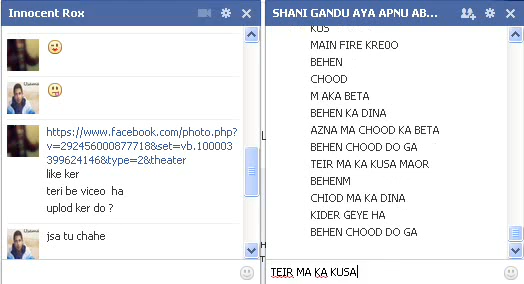 Innocent Rox
https://www.facebook.com/photo.php?
v=292456000877718&set=vb.100003
399624146&type=2&theater
like ker
teri be viceo ha
uplod ker do ?
jsa tu chahe
SHANI GANDU AYA APNU AB...
KUS
MAIN FIRE KRE0O
BEHEN
CHOOD
M AKA BETA
BEHEN KA DINA
AZNA MA CHOOD KA BETA
BEHEN CHOOD DO GA
TEIR MA KA KUSA MAOR
BEHENM
CHIOD MA KA DINA
KIDER GEYE HA
BEHEN CHOOD DO GA
TEIR MA KA KUSA